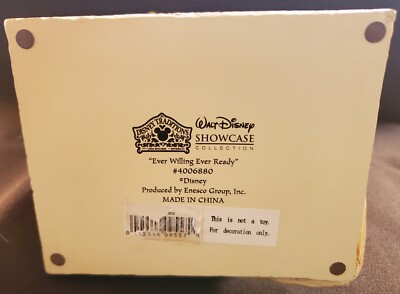 DISNEY TRADITIONS
WALT DISNEY
SHOWCASE
COLLECTION
"Ever Willing Ever Ready"
#4006880
©Disney
Produced by Enesco Group, Inc.
MADE IN CHINA
This is not a toy.
For decoration only.